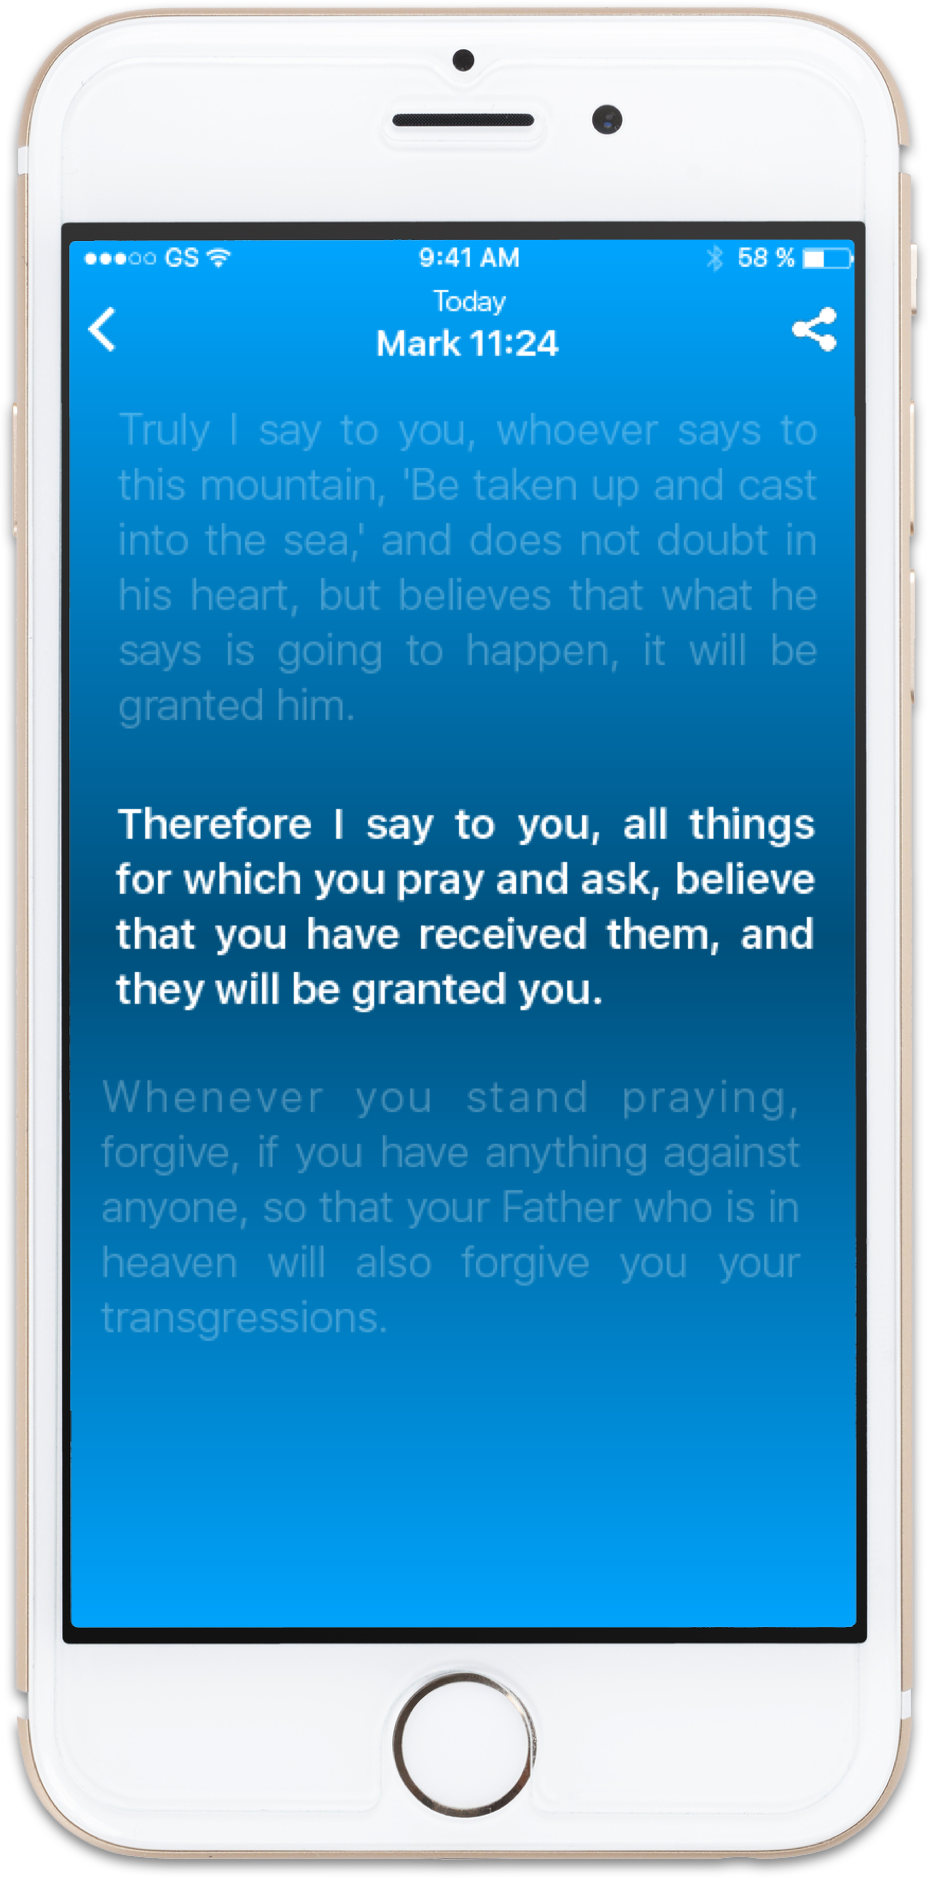 GS 9:41 AM 58 %
Today
Mark 11:24
Truly I say to you, whoever says to
this mountain, 'Be taken up and cast
into the sea,' and does not doubt in
his heart, but believes that what he
says is going to happen, it will be
granted him.
Therefore I say to you, all things
for which you pray and ask, believe
that you have received them, and
they will be granted you.
Whenever you stand praying,
forgive, if you have anything against
anyone, so that your Father who is in
heaven will also forgive you your
transgressions.